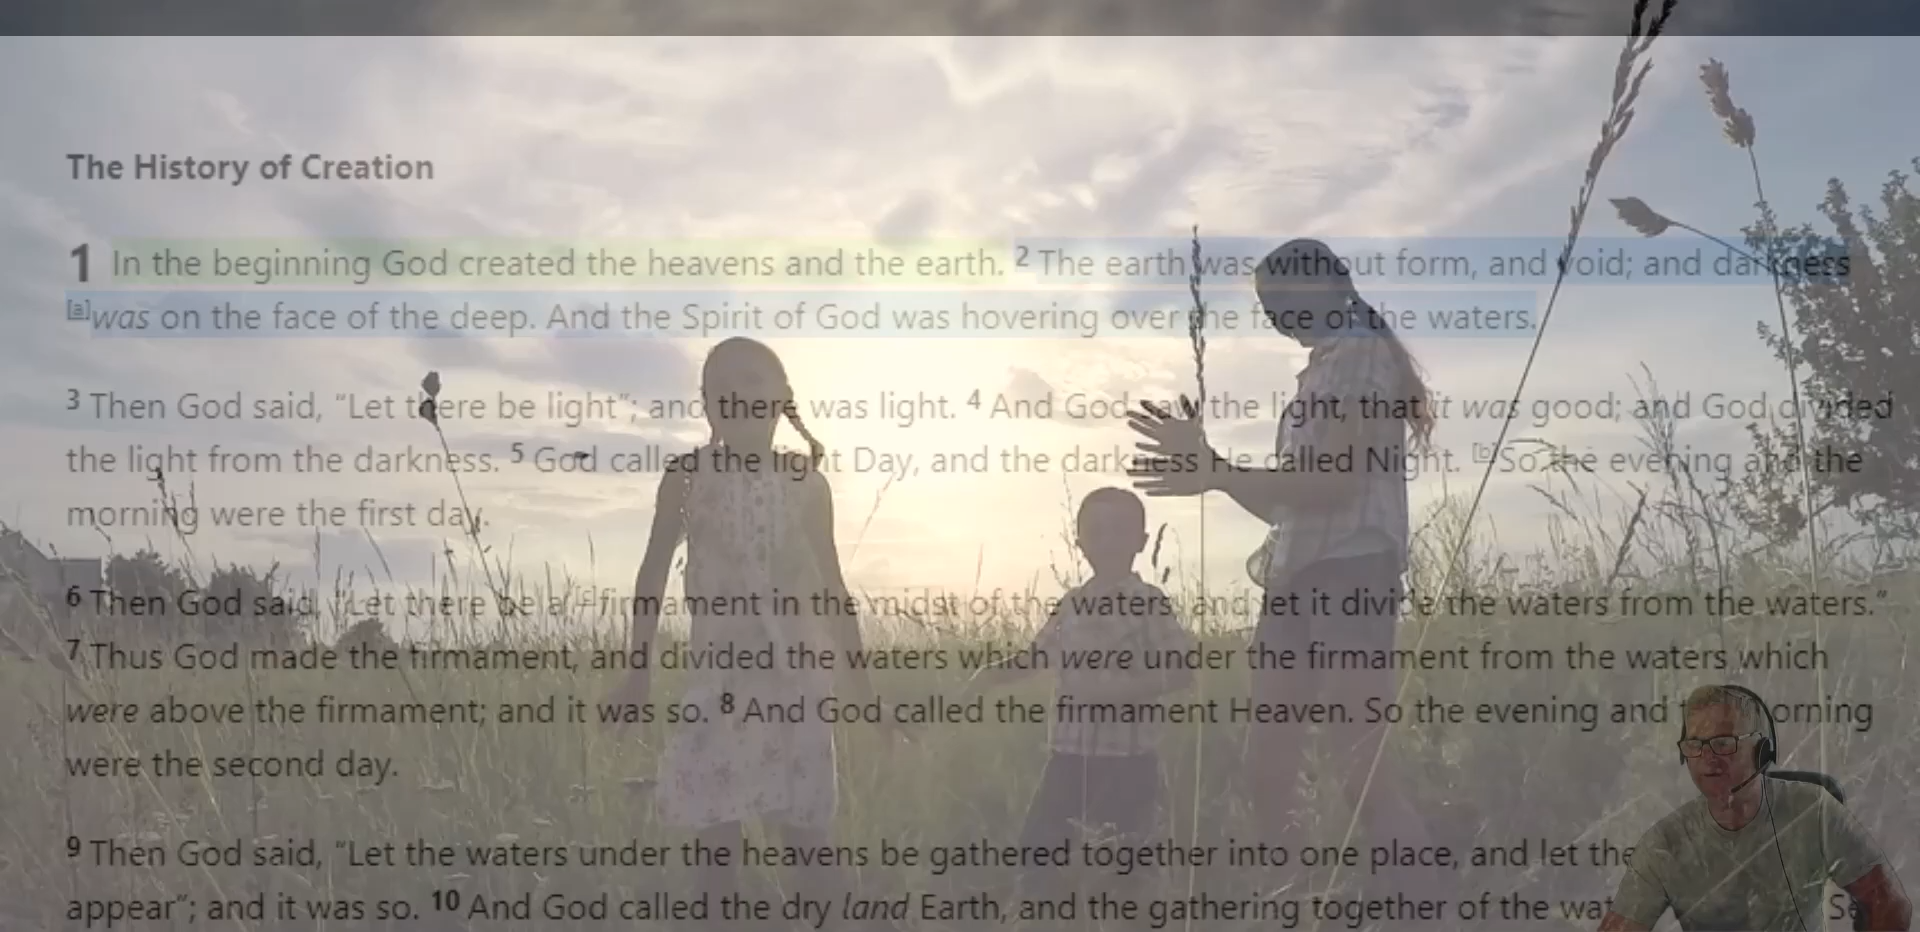 The History of Creation
1 In the beginning God created the heavens and the earth. 2 The earth was without form, and void; and darkness
[a]was on the face of the deep. And the Spirit of God was hovering over the face of the waters.
3 Then God said, “Let there be light”; and there was light. 4 And God saw the light, that it was good; and God divided
the light from the darkness. 5 God called the light Day, and the darkness He called Night. [b]So the evening and the
morning were the first day.
6 Then God said, “Let there be a [c]firmament in the midst of the waters, and let it divide the waters from the waters.”
7 Thus God made the firmament, and divided the waters which were under the firmament from the waters which
were above the firmament; and it was so. 8 And God called the firmament Heaven. So the evening and orning
were the second day.
9 Then God said, “Let the waters under the heavens be gathered together into one place, and let the
appear”; and it was so. 10 And God called the dry land Earth, and the gathering together of the wat